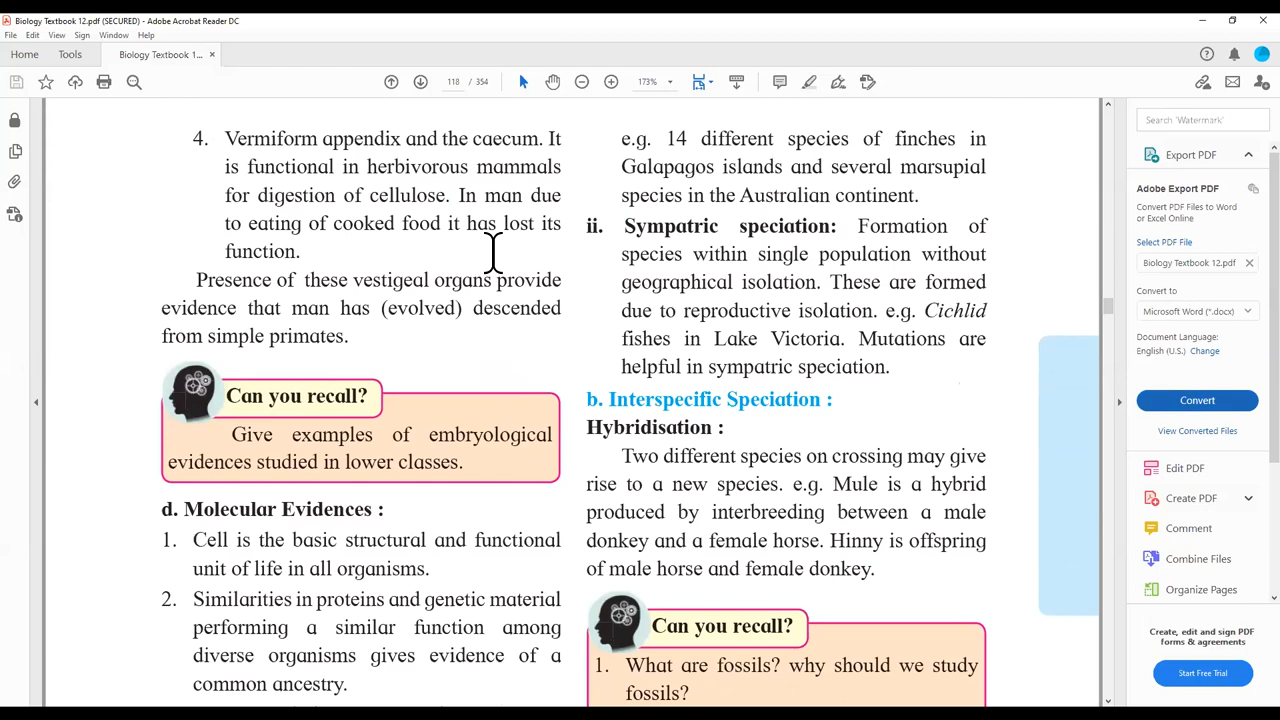 Biology Textbook 12.pdf (SECURED) - Adobe Acrobat Reader DC
File Edit View Sign Window Help
Home Tools Biology Textbook 1... ×
118 / 354 173%
4. Vermiform appendix and the caecum. It
is functional in herbivorous mammals
for digestion of cellulose. In man due
to eating of cooked food it has lost its
function.
Presence of these vestigeal organs provide
evidence that man has (evolved) descended
from simple primates.
Can you recall?
Give examples of embryological
evidences studied in lower classes.
d. Molecular Evidences :
1. Cell is the basic structural and functional
unit of life in all organisms.
2. Similarities in proteins and genetic material
performing a similar function among
diverse organisms gives evidence of a
common ancestry.
e.g. 14 different species of finches in
Galapagos islands and several marsupial
species in the Australian continent.
ii. Sympatric speciation: Formation of
species within single population without
geographical isolation. These are formed
due to reproductive isolation. e.g. Cichlid
fishes in Lake Victoria. Mutations are
helpful in sympatric speciation.
b. Interspecific Speciation :
Hybridisation :
Two different species on crossing may give
rise to a new species. e.g. Mule is a hybrid
produced by interbreeding between a male
donkey and a female horse. Hinny is offspring
of male horse and female donkey.
Can you recall?
1. What are fossils? why should we study
fossils?
Search 'Watermark'
Export PDF
Adobe Export PDF
Convert PDF Files to Word
or Excel Online
Select PDF File
Biology Textbook 12.pdf
Convert to
Microsoft Word (*.docx)
Document Language:
English (U.S.) Change
Convert
View Converted Files
Edit PDF
Create PDF
Comment
Combine Files
Organize Pages
Create, edit and sign PDF
forms & agreements
Start Free Trial